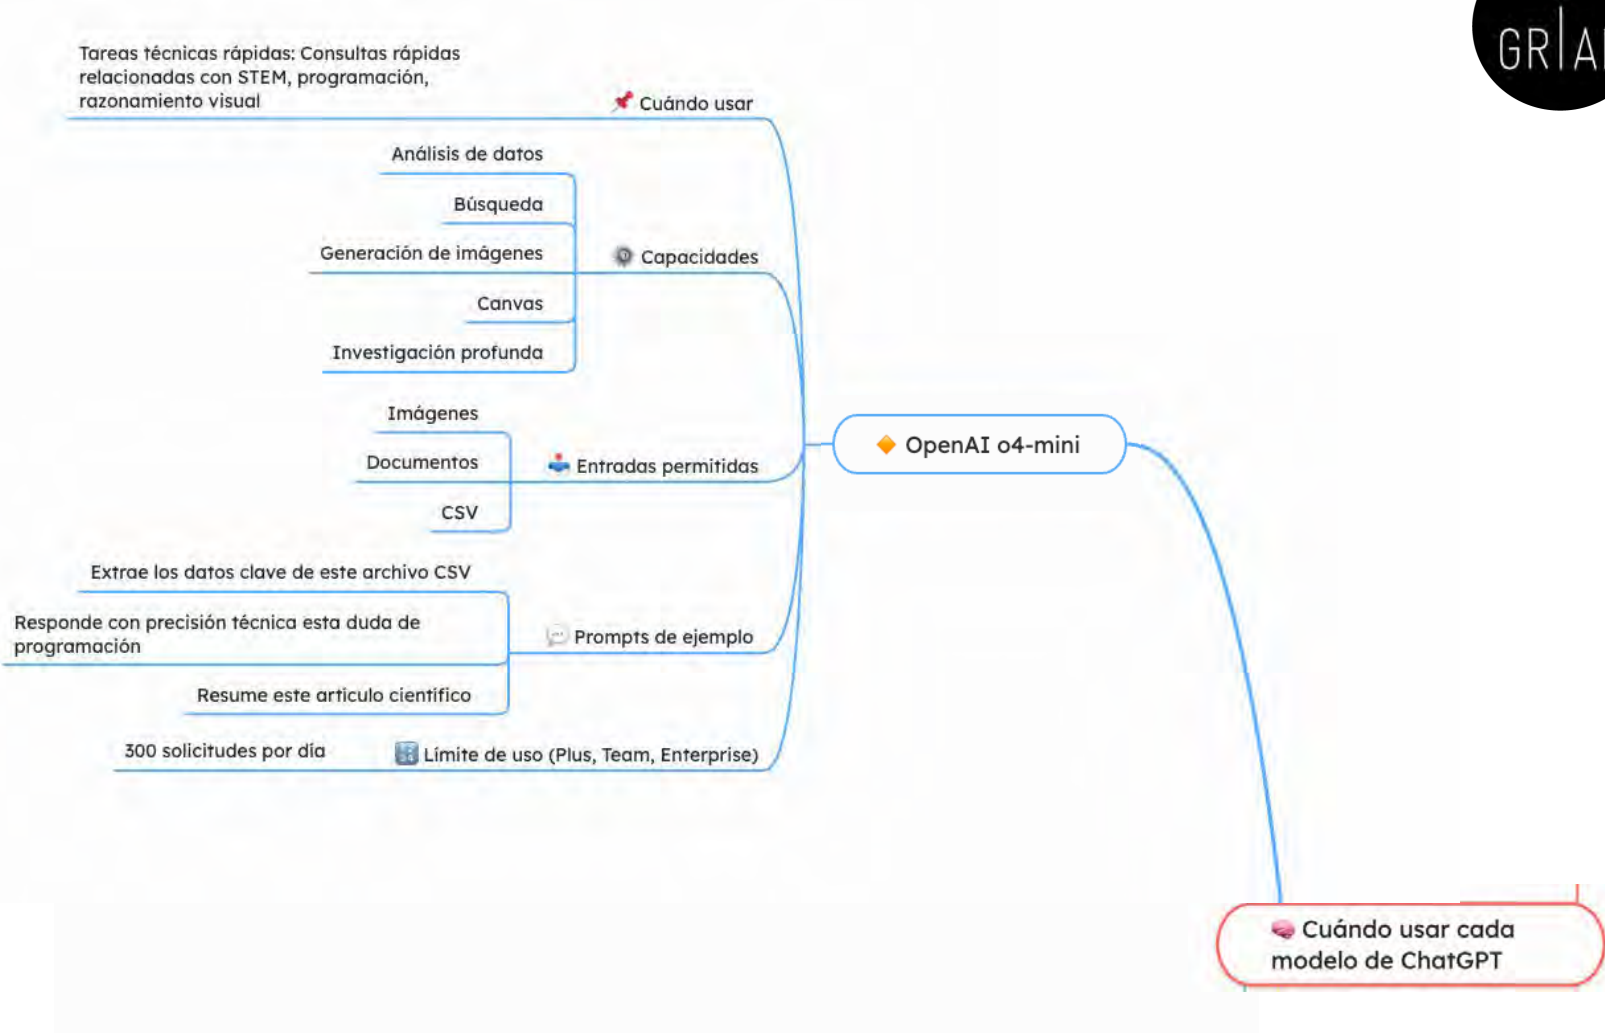 GRIA
Tareas técnicas rápidas: Consultas rápidas
relacionadas con STEM, programación,
razonamiento visual
Cuándo usar
Análisis de datos
Búsqueda
Generación de imágenes
Canvas
Investigación profunda
Capacidades
Imágenes
Documentos
CSV
Entradas permitidas
Extrae los datos clave de este archivo CSV
Responde con precisión técnica esta duda de
programación
Resume este artículo científico
Prompts de ejemplo
300 solicitudes por día
Límite de uso (Plus, Team, Enterprise)
OpenAI o4-mini
Cuándo usar cada
modelo de ChatGPT